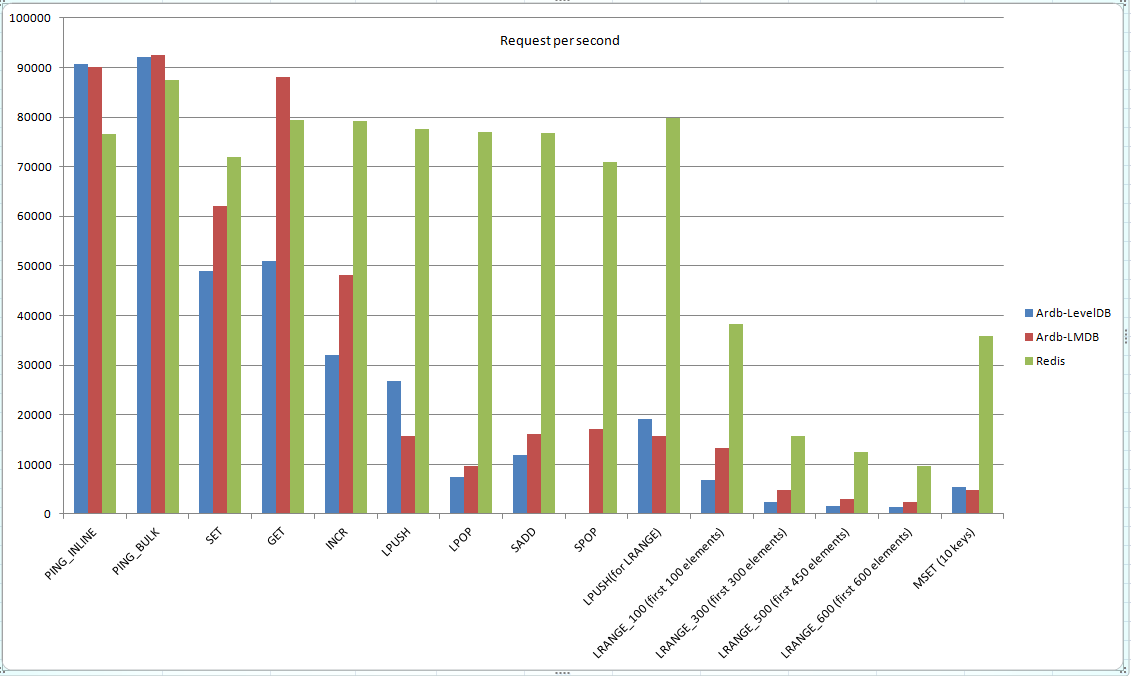 Request per second
100000
90000
80000
70000
60000
50000
40000
30000
20000
10000
0
PING_INLINE
PING_BULK
SET
GET
INCR
LPUSH
LPOP
SADD
SPOP
LPUSH(for LRANGE)
LRANGE_100 (first 100 elements)
LRANGE_300 (first 300 elements)
LRANGE_500 (first 450 elements)
LRANGE_600 (first 600 elements)
MSET (10 keys)
Ardb-LevelDB
Ardb-LMDB
Redis